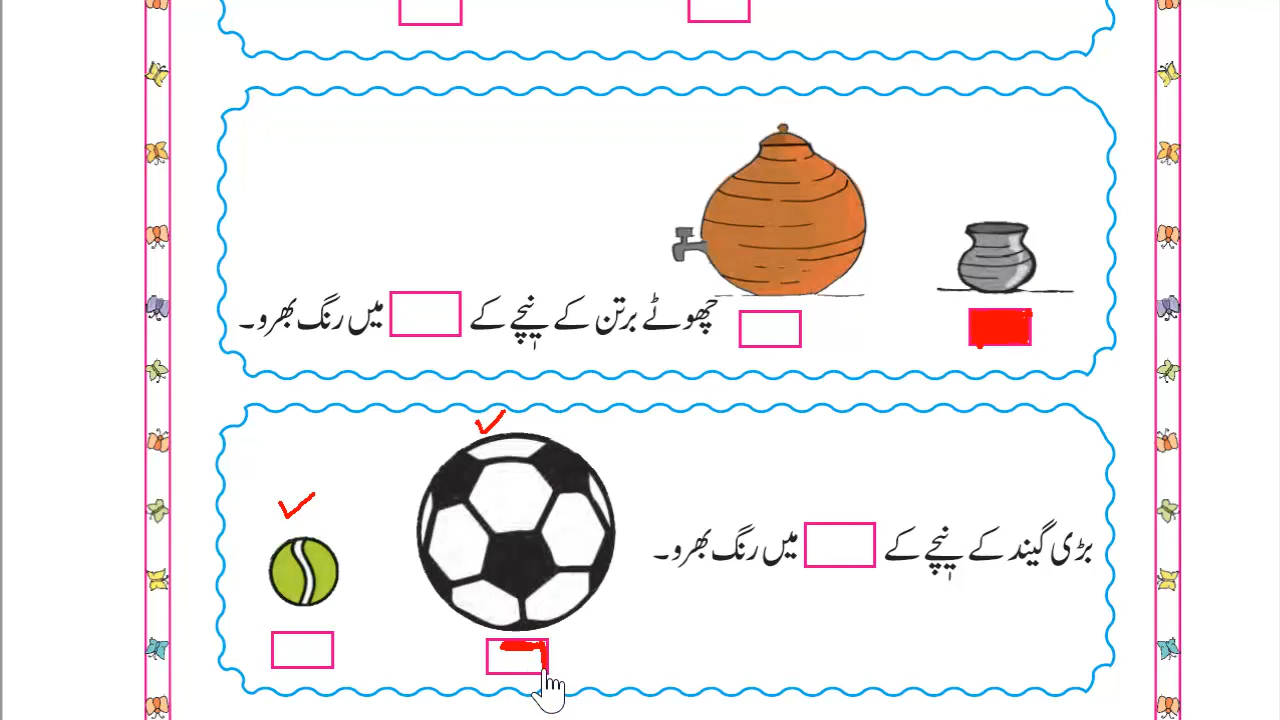 چھوٹے برتن کے نیچے کے میں رنگ بھرو۔
بڑی گیند کے نیچے کے میں رنگ بھرو۔